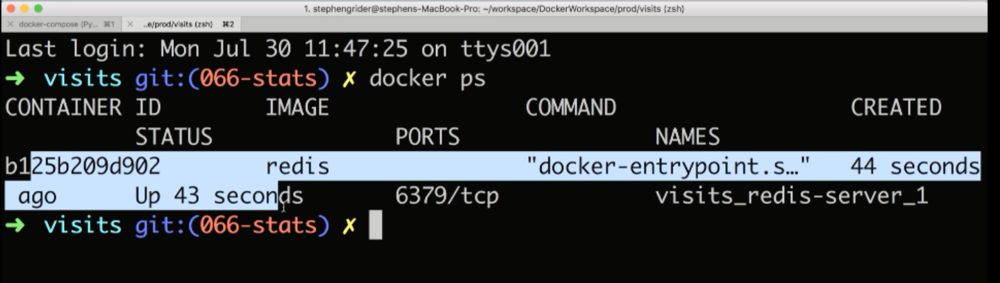 1. stephengrider@stephens-MacBook-Pro: ~/workspace/DockerWorkspace/prod/visits (zsh)
× docker-compose (Py... ⌘1 × ..e/prod/visits (zsh) ⌘2
Last login: Mon Jul 30 11:47:25 on ttys001
➜ visits git:(066-stats) ✗ docker ps
CONTAINER ID IMAGE COMMAND CREATED
STATUS PORTS NAMES
b125b209d902 redis "docker-entrypoint.s…" 44 seconds
ago Up 43 seconds 6379/tcp visits_redis-server_1
➜ visits git:(066-stats) ✗